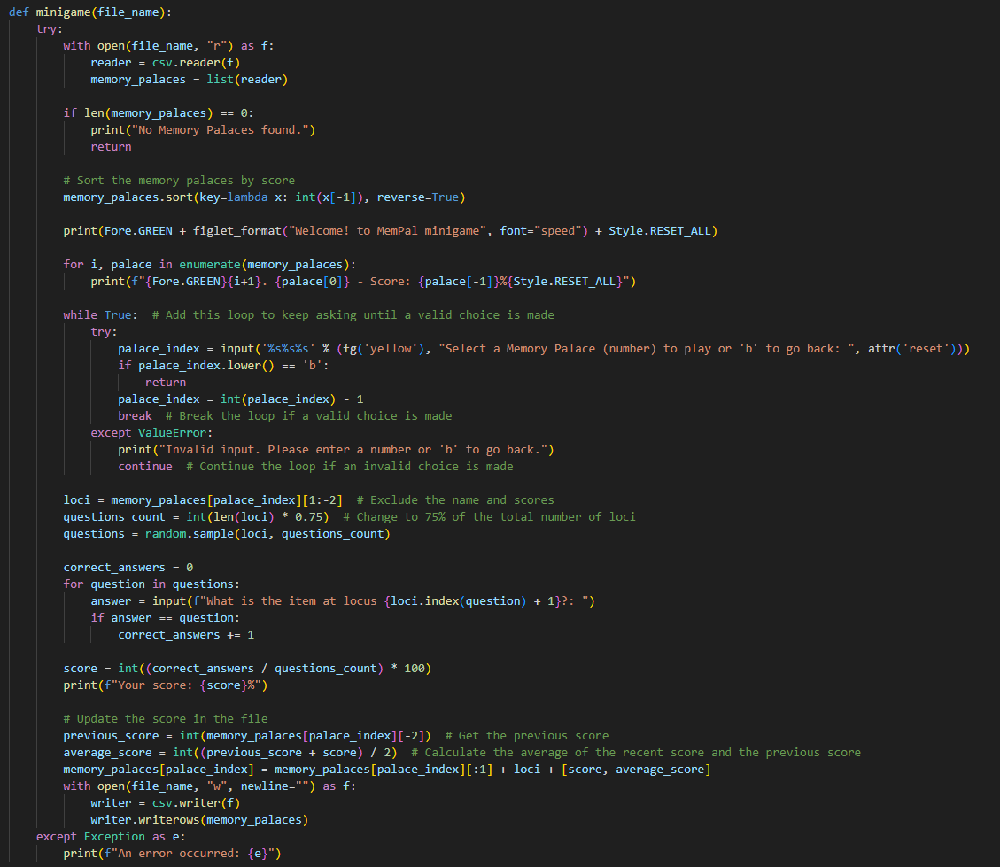 def minigame(file_name):
    try:
        with open(file_name, "r") as f:
            reader = csv.reader(f)
            memory_palaces = list(reader)

        if len(memory_palaces) == 0:
            print("No Memory Palaces found.")
            return

        # Sort the memory palaces by score
        memory_palaces.sort(key=lambda x: int(x[-1]), reverse=True)

        print(Fore.GREEN + figlet_format("Welcome! to MemPal minigame", font="speed") + Style.RESET_ALL)

        for i, palace in enumerate(memory_palaces):
            print(f"{Fore.GREEN}{i+1}. {palace[0]} - Score: {palace[-1]}%{Style.RESET_ALL}")

        while True:  # Add this loop to keep asking until a valid choice is made
            try:
                palace_index = input('%s%s%s' % (fg('yellow'), "Select a Memory Palace (number) to play or 'b' to go back: ", attr('reset')))
                if palace_index.lower() == 'b':
                    return
                palace_index = int(palace_index) - 1
                break  # Break the loop if a valid choice is made
            except ValueError:
                print("Invalid input. Please enter a number or 'b' to go back.")
                continue  # Continue the loop if an invalid choice is made

        loci = memory_palaces[palace_index][1:-2]  # Exclude the name and scores
        questions_count = int(len(loci) * 0.75)  # Change to 75% of the total number of loci
        questions = random.sample(loci, questions_count)

        correct_answers = 0
        for question in questions:
            answer = input(f"What is the item at locus {loci.index(question) + 1}?: ")
            if answer == question:
                correct_answers += 1

        score = int((correct_answers / questions_count) * 100)
        print(f"Your score: {score}%")

        # Update the score in the file
        previous_score = int(memory_palaces[palace_index][-2])  # Get the previous score
        average_score = int((previous_score + score) / 2)  # Calculate the average of the recent score and the previous score
        memory_palaces[palace_index] = memory_palaces[palace_index][:1] + loci + [score, average_score]
        with open(file_name, "w", newline="") as f:
            writer = csv.writer(f)
            writer.writerows(memory_palaces)
    except Exception as e:
        print(f"An error occurred: {e}")